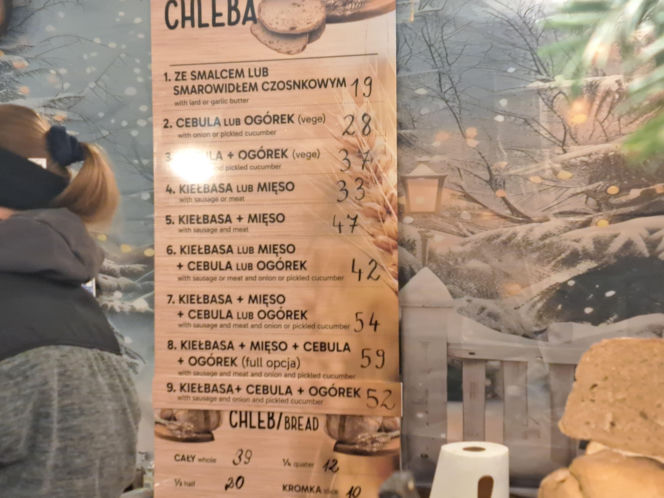 CHLEBA
1. ZE SMALCEM LUB
SMAROWIDŁEM CZOSNKOWYM 19
with lard or garlic butter
2. CEBULA LUB OGÓREK (vege) 28
with onion or pickled cucumber
+ OGÓREK (vege) 37
pickled cucumber
4. KIEŁBASA LUB MIĘSO 33
with sausage or meat
5. KIEŁBASA + MIĘSO 47
with sausage and meat
6. KIEŁBASA LUB MIĘSO
+ CEBULA LUB OGÓREK 42
with sausage or meat and onion or pickled cucumber
7. KIEŁBASA + MIĘSO
+ CEBULA LUB OGÓREK 54
with sausage and meat and onion or pickled cucumber
8. KIEŁBASA + MIĘSO + CEBULA
+ OGÓREK (full opcja) 59
with sausage and meat and onion and pickled cucumber
9. KIEŁBASA+ CEBULA + OGÓREK 52
with sausage and onion and pickled cucumber
CHLEB/BREAD
CAŁY whole 39 ¼ quater 12
½ half 20 KROMKA slice 10